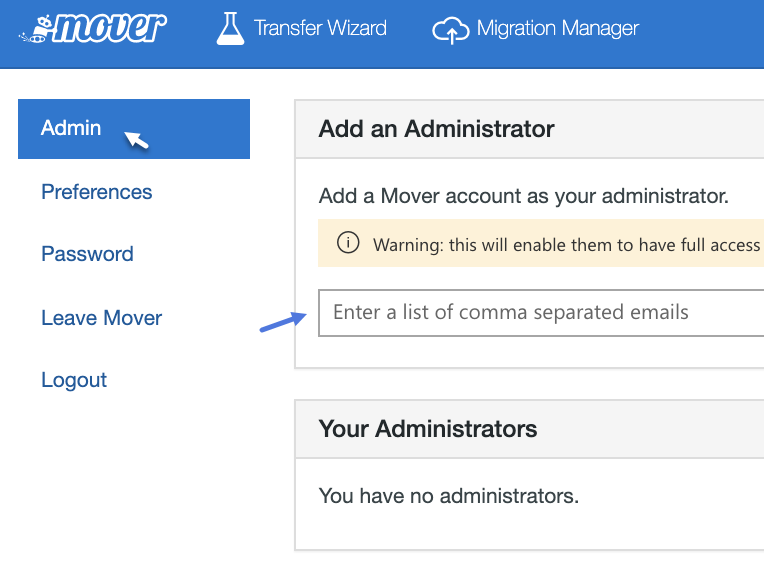 mover
Transfer Wizard
Migration Manager
Admin
Preferences
Password
Leave Mover
Logout
Add an Administrator
Add a Mover account as your administrator.
Warning: this will enable them to have full access
Enter a list of comma separated emails
Your Administrators
You have no administrators.